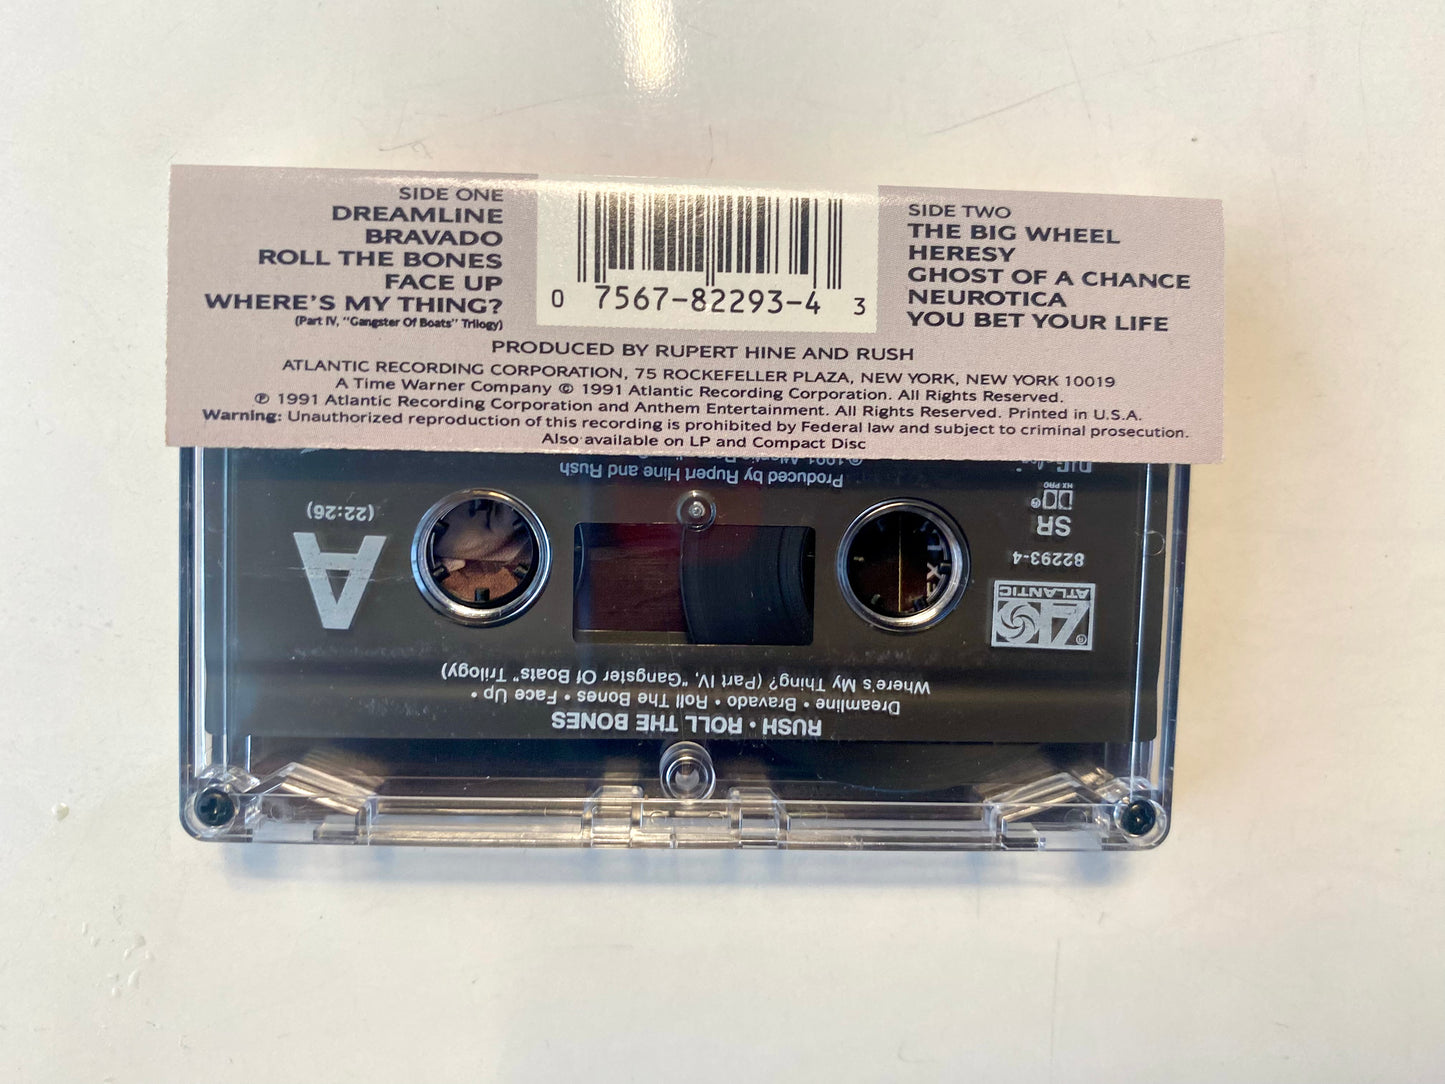 SIDE ONE
DREAMLINE
BRAVADO
ROLL THE BONES
FACE UP
WHERE'S MY THING?
(Part IV, "Gangster Of Boats" Trilogy)
0 7567-82293-4 3
SIDE TWO
THE BIG WHEEL
HERESY
GHOST OF A CHANCE
NEUROTICA
YOU BET YOUR LIFE
PRODUCED BY RUPERT HINE AND RUSH
ATLANTIC RECORDING CORPORATION, 75 ROCKEFELLER PLAZA, NEW YORK, NEW YORK 10019
A Time Warner Company © 1991 Atlantic Recording Corporation. All Rights Reserved.
℗ 1991 Atlantic Recording Corporation and Anthem Entertainment. All Rights Reserved. Printed in U.S.A.
Warning: Unauthorized reproduction of this recording is prohibited by Federal law and subject to criminal prosecution.
Also available on LP and Compact Disc
RUSH • ROLL THE BONES
Dreamline • Bravado • Roll The Bones • Face Up •
Where's My Thing? (Part IV, "Gangster Of Boats" Trilogy)
ATLANTIC®
82293-4
SR
HX PRO
A
(22:26)
Produced by Rupert Hine and Rush